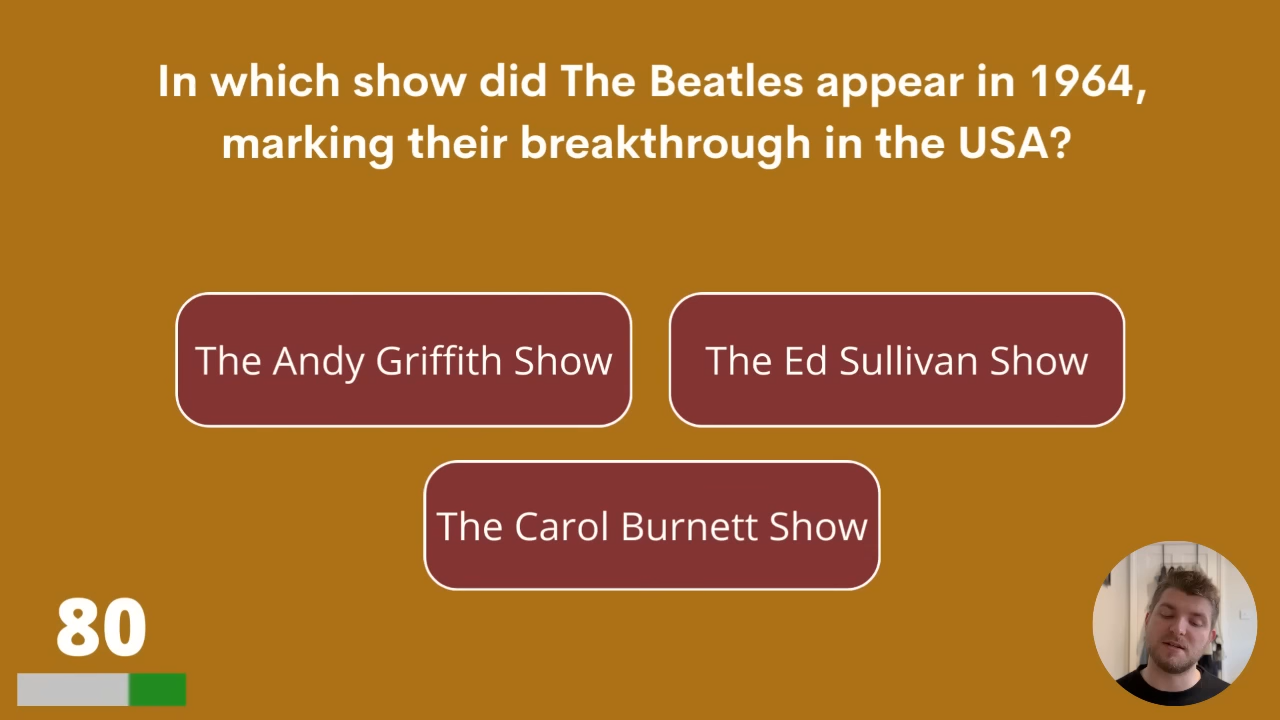 In which show did The Beatles appear in 1964,
marking their breakthrough in the USA?
The Andy Griffith Show
The Ed Sullivan Show
The Carol Burnett Show
80